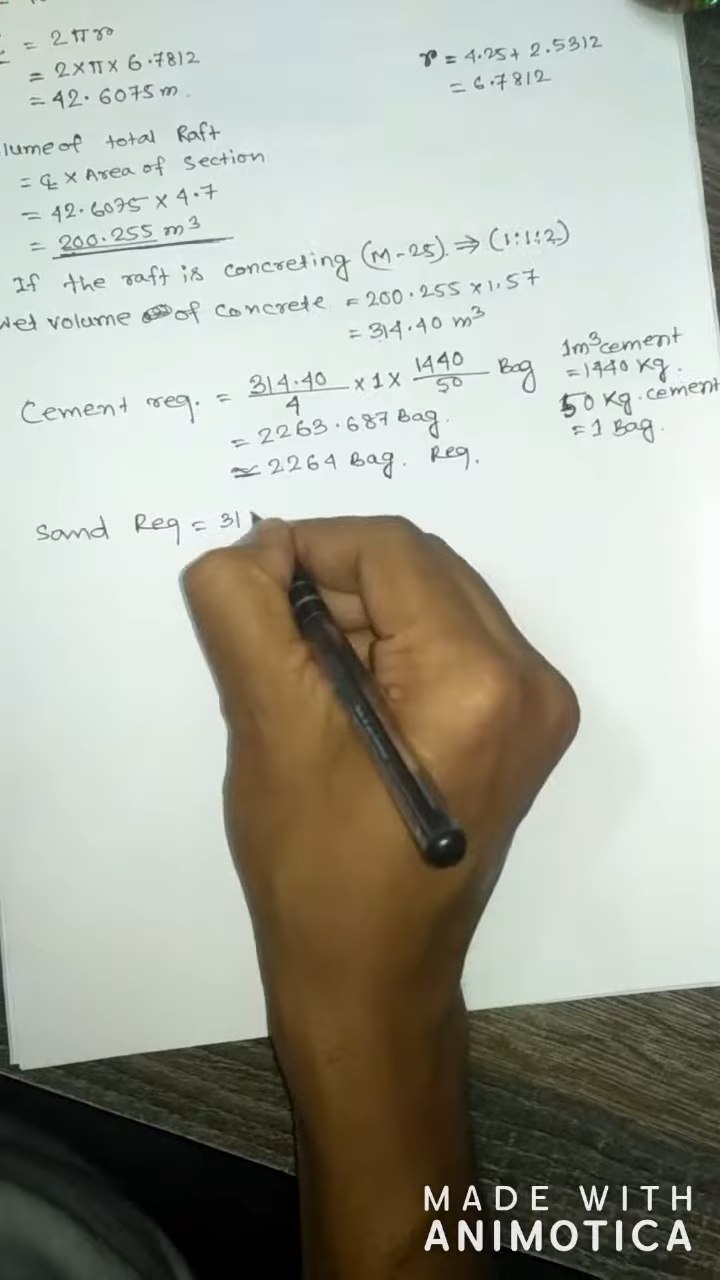 = 2πr
= 2×π× 6.7812
= 42.6075m.
r = 4.25+ 2.5312
= 6.7812
lume of total Raft
= ℄ × Area of Section
= 42.6075 × 4.7
= 200.255 m³
If the raft is concreting (M-25) ⇒ (1:1:2)
Wet volume of concrete = 200.255 × 1.57
= 314.40 m³
Cement req. = 314.40/4 × 1 × 1440/50 Bag
= 2263.687 Bag.
≃ 2264 Bag. Req.
1m³ cement
= 1440 Kg.
50 Kg. cement
= 1 Bag.
Sand Req = 31
MADE WITH
ANIMOTICA